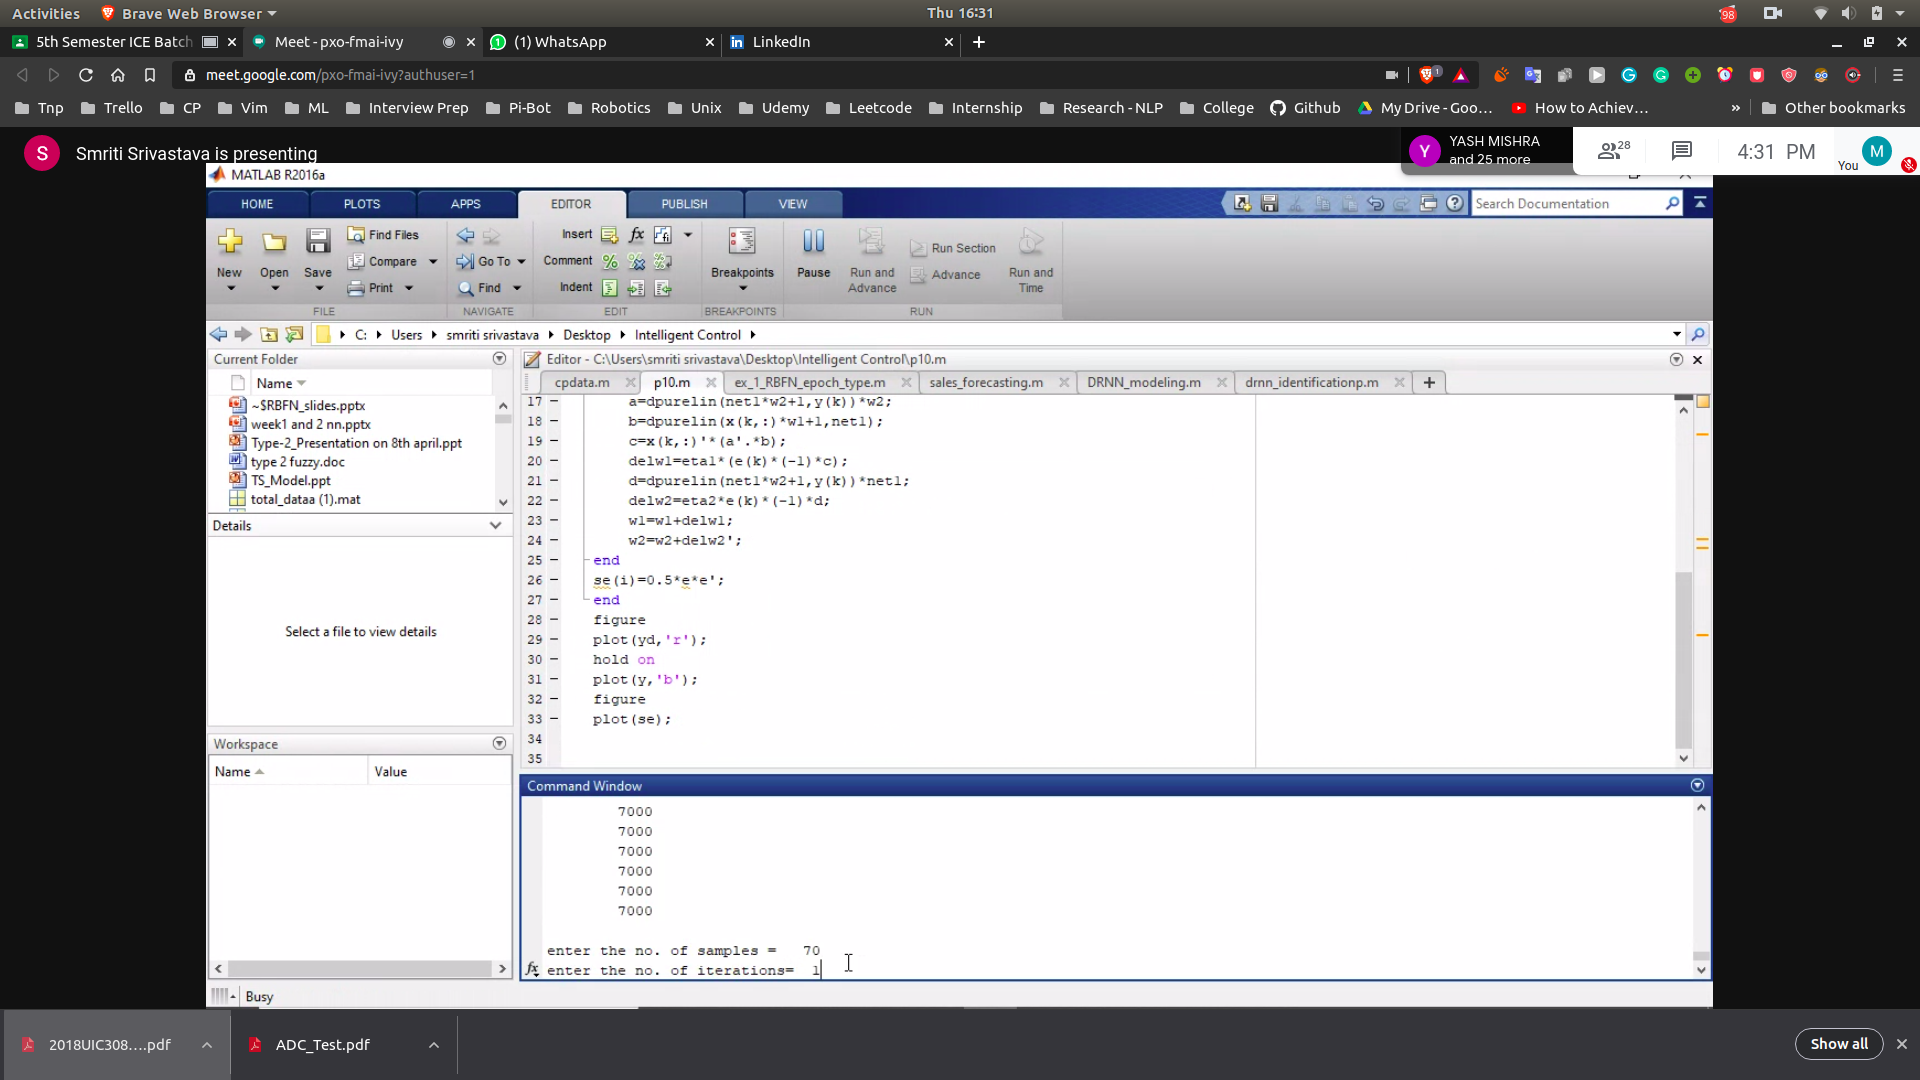 Activities Brave Web Browser Thu 16:31 98
5th Semester ICE Batch Meet - pxo-fmai-ivy (1) WhatsApp LinkedIn
meet.google.com/pxo-fmai-ivy?authuser=1
Tnp Trello CP Vim ML Interview Prep Pi-Bot Robotics Unix Udemy Leetcode Internship Research - NLP College Github My Drive - Goo... How to Achiev... » Other bookmarks
S Smriti Srivastava is presenting
Y YASH MISHRA
and 25 more
28
4:31 PM
You M
MATLAB R2016a
HOME PLOTS APPS EDITOR PUBLISH VIEW Search Documentation
New Open Save Find Files Compare Print
Go To Find
Insert Comment Indent
Breakpoints Pause Run and Advance Run Section Advance Run and Time
FILE NAVIGATE EDIT BREAKPOINTS RUN
C: Users smriti srivastava Desktop Intelligent Control
Current Folder
Name
~$RBFN_slides.pptx
week1 and 2 nn.pptx
Type-2_Presentation on 8th april.ppt
type 2 fuzzy.doc
TS_Model.ppt
total_dataa (1).mat
Details
Select a file to view details
Workspace
Name Value
Editor - C:\Users\smriti srivastava\Desktop\Intelligent Control\p10.m
cpdata.m p10.m ex_1_RBFN_epoch_type.m sales_forecasting.m DRNN_modeling.m drnn_identificationp.m
17 - a=dpurelin(net1*w2+1,y(k))*w2;
18 - b=dpurelin(x(k,:)*w1+1,net1);
19 - c=x(k,:)'*(a'.*b);
20 - delw1=eta1*(e(k)*(-1)*c);
21 - d=dpurelin(net1*w2+1,y(k))*net1;
22 - delw2=eta2*e(k)*(-1)*d;
23 - w1=w1+delw1;
24 - w2=w2+delw2';
25 - end
26 - se(i)=0.5*e*e';
27 - end
28 - figure
29 - plot(yd,'r');
30 - hold on
31 - plot(y,'b');
32 - figure
33 - plot(se);
34
35
Command Window
7000
7000
7000
7000
7000
7000
enter the no. of samples = 70
fx enter the no. of iterations= 1
Busy
2018UIC308....pdf ADC_Test.pdf Show all